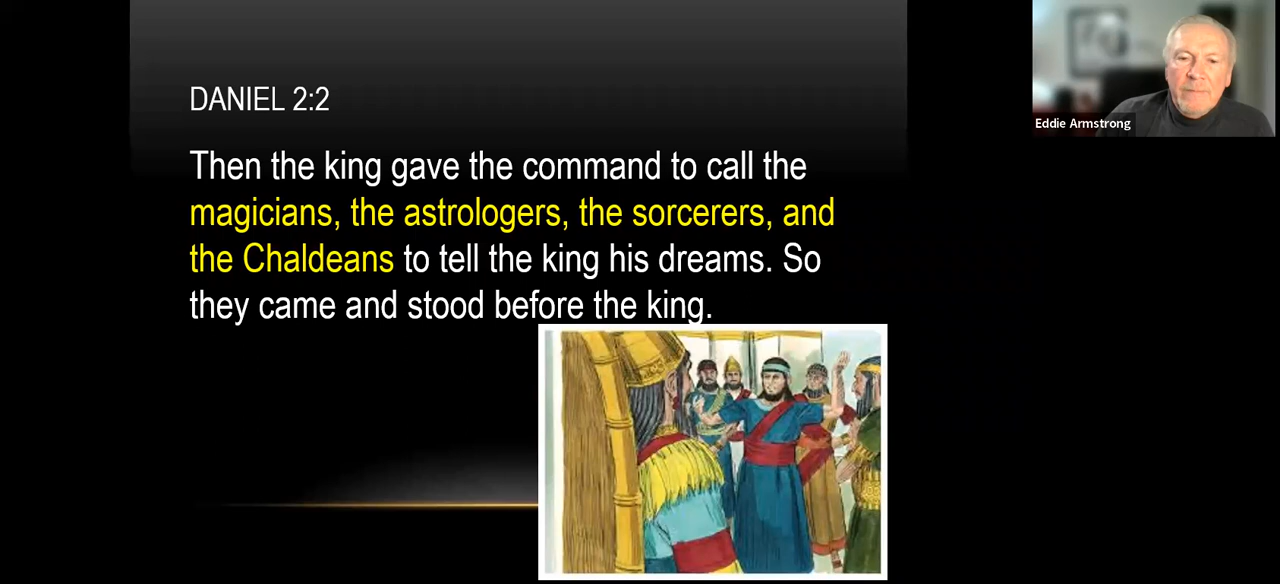 DANIEL 2:2
Then the king gave the command to call the
magicians, the astrologers, the sorcerers, and
the Chaldeans to tell the king his dreams. So
they came and stood before the king.
Eddie Armstrong